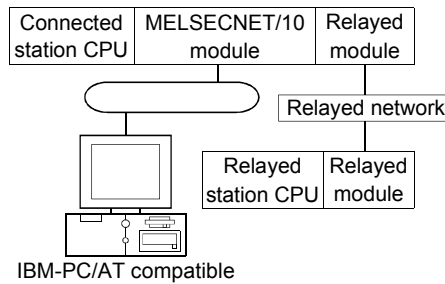 Connected station CPU
MELSECNET/10 module
Relayed module
Relayed network
Relayed station CPU
Relayed module
IBM-PC/AT compatible